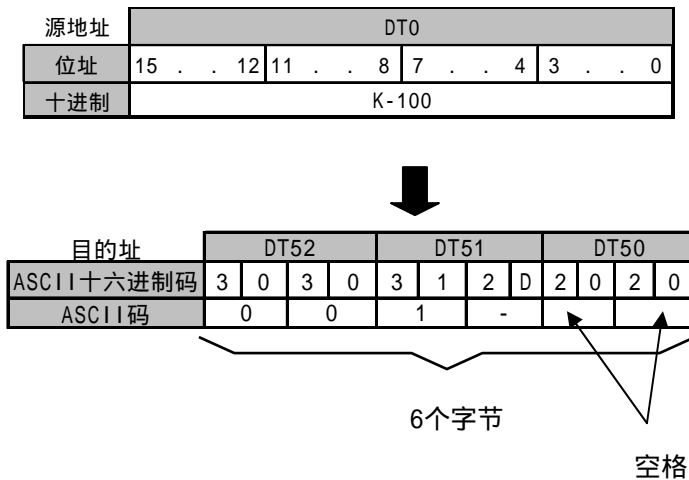 源地址 DT0
位址 15 . . 12 11 . . 8 7 . . 4 3 . . 0
十进制 K-100
目的址 DT52 DT51 DT50
ASCII十六进制码 3 0 3 0 3 1 2 D 2 0 2 0
ASCII码 0 0 1 -
6个字节
空格